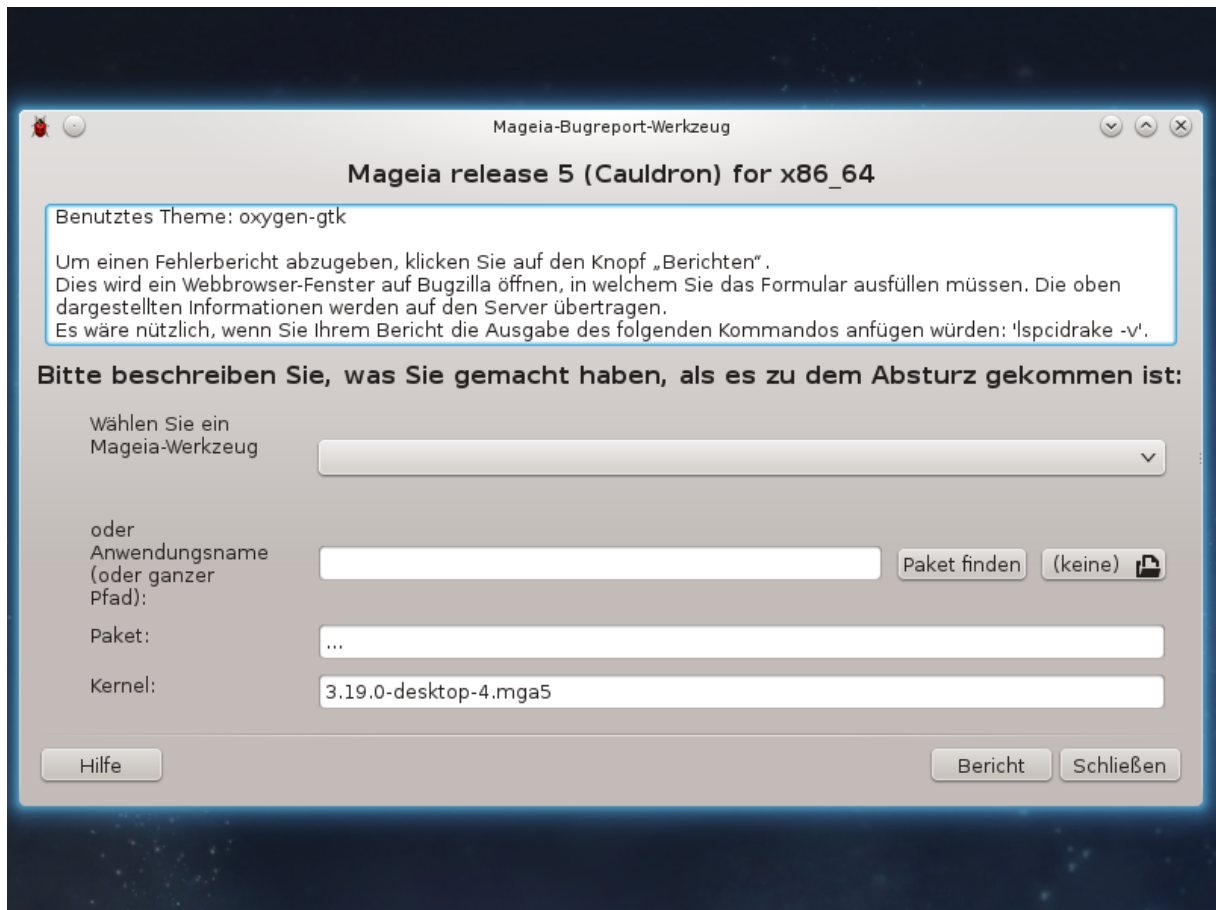 Mageia-Bugreport-Werkzeug
Mageia release 5 (Cauldron) for x86_64
Benutztes Theme: oxygen-gtk
Um einen Fehlerbericht abzugeben, klicken Sie auf den Knopf „Berichten“.
Dies wird ein Webbrowser-Fenster auf Bugzilla öffnen, in welchem Sie das Formular ausfüllen müssen. Die oben
dargestellten Informationen werden auf den Server übertragen.
Es wäre nützlich, wenn Sie Ihrem Bericht die Ausgabe des folgenden Kommandos anfügen würden: 'lspcidrake -v'.
Bitte beschreiben Sie, was Sie gemacht haben, als es zu dem Absturz gekommen ist:
Wählen Sie ein
Mageia-Werkzeug
oder
Anwendungsname
(oder ganzer
Pfad):
Paket finden
(keine)
Paket:
...
Kernel:
3.19.0-desktop-4.mga5
Hilfe
Bericht
Schließen